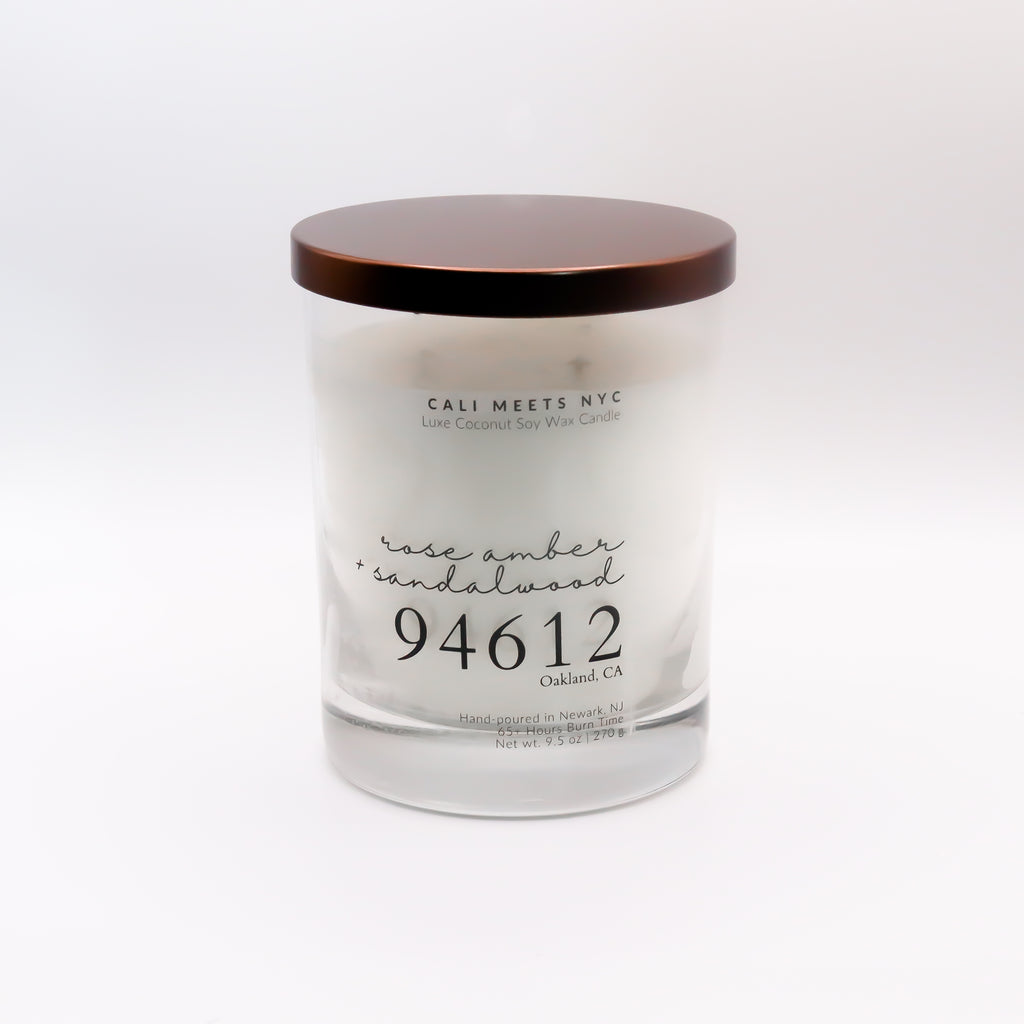 CALI MEETS NYC
Luxe Coconut Soy Wax Candle
rose amber
+ sandalwood
94612
Oakland, CA
Hand-poured in Newark, NJ
65+ Hours Burn Time
Net wt. 9.5 oz | 270 g